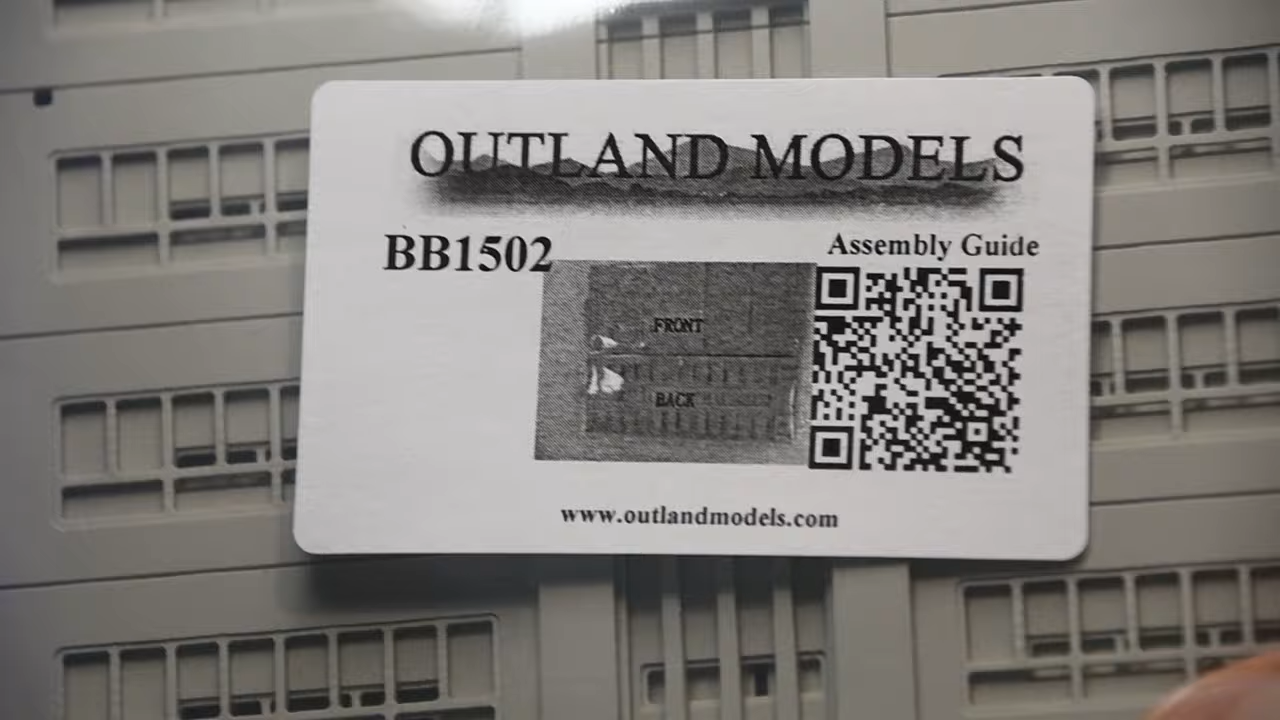 OUTLAND MODELS
BB1502
Assembly Guide
FRONT
BACK
www.outlandmodels.com